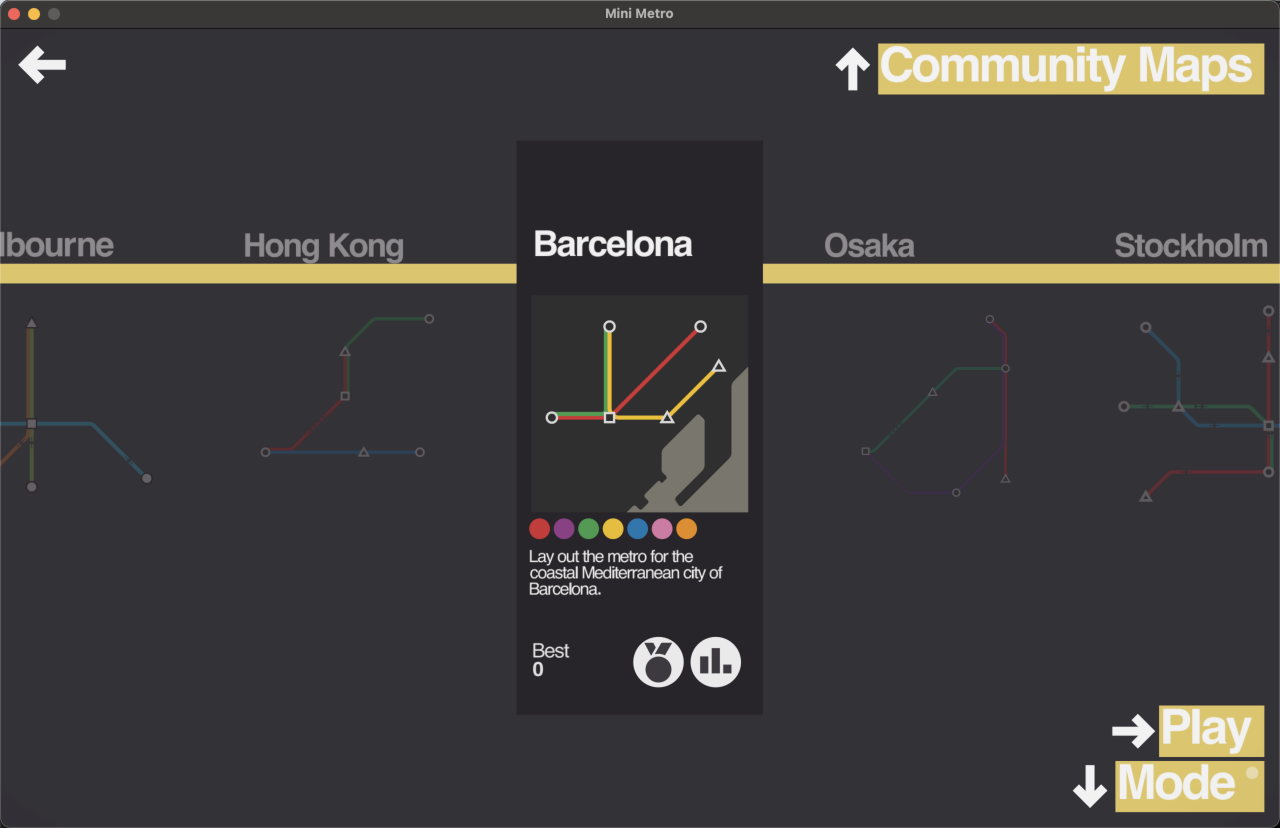 Mini Metro
Community Maps
lbourne
Hong Kong
Barcelona
Osaka
Stockholm
Lay out the metro for the
coastal Mediterranean city of
Barcelona.
Best
0
Play
Mode